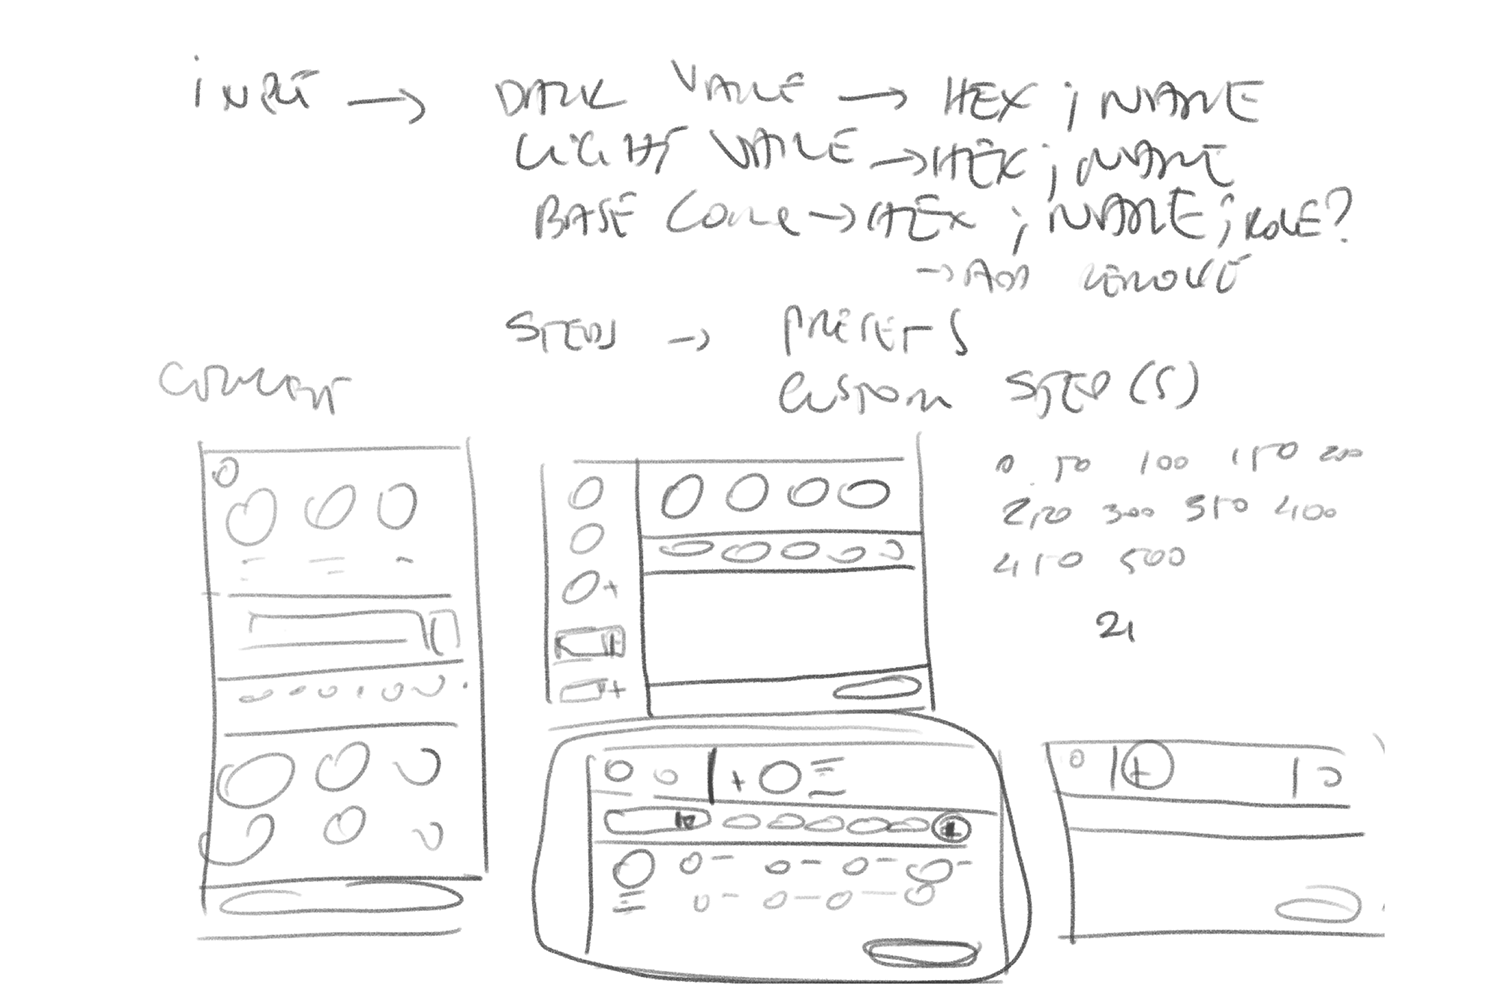 INPUT → DARK VALUE → HEX ; NAME
LIGHT VALUE → HEX ; NAME
BASE COLOR → HEX ; NAME ; ROLE?
→ ADD REMOVE
STEPS → PRESETS
CUSTOM STEP(S)
CURRENT
0 50 100 150 200
250 300 350 400
450 500
21
+
+
+
+